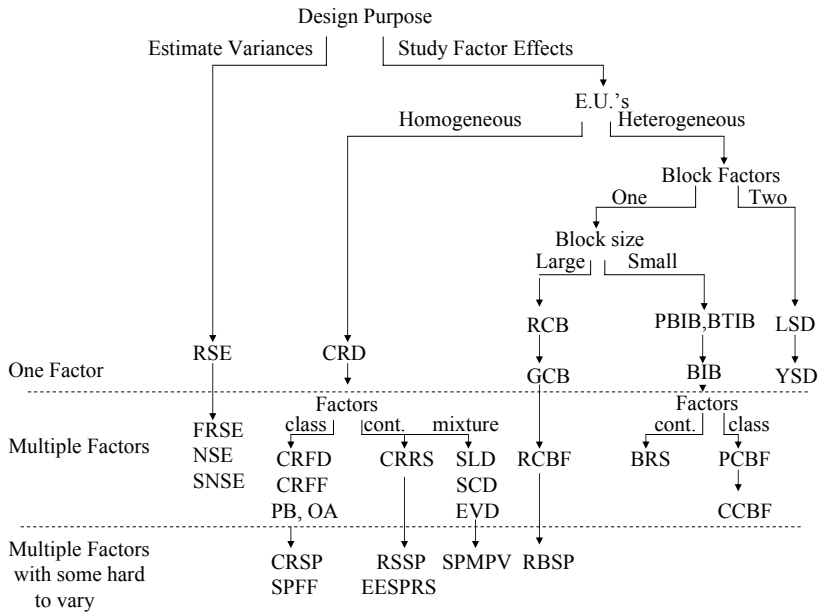 Design Purpose
Estimate Variances
Study Factor Effects
E.U.'s
Homogeneous
Heterogeneous
Block Factors
One
Two
Block size
Large
Small
RCB
PBIB,BTIB
LSD
RSE
CRD
One Factor
GCB
BIB
YSD
Factors
Factors
class
cont.
mixture
cont.
class
Multiple Factors
FRSE
NSE
SNSE
CRFD
CRFF
PB, OA
CRRS
SLD
SCD
EVD
RCBF
BRS
PCBF
CCBF
Multiple Factors
with some hard
to vary
CRSP
SPFF
RSSP
EESPRS
SPMPV
RBSP